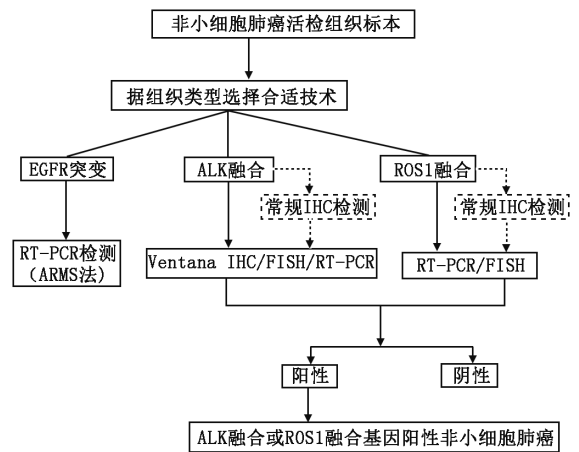 非小细胞肺癌活检组织标本
据组织类型选择合适技术
EGFR突变
ALK融合
ROS1融合
常规IHC检测
常规IHC检测
RT-PCR检测
(ARMS法)
Ventana IHC/FISH/RT-PCR
RT-PCR/FISH
阳性
阴性
ALK融合或ROS1融合基因阳性非小细胞肺癌